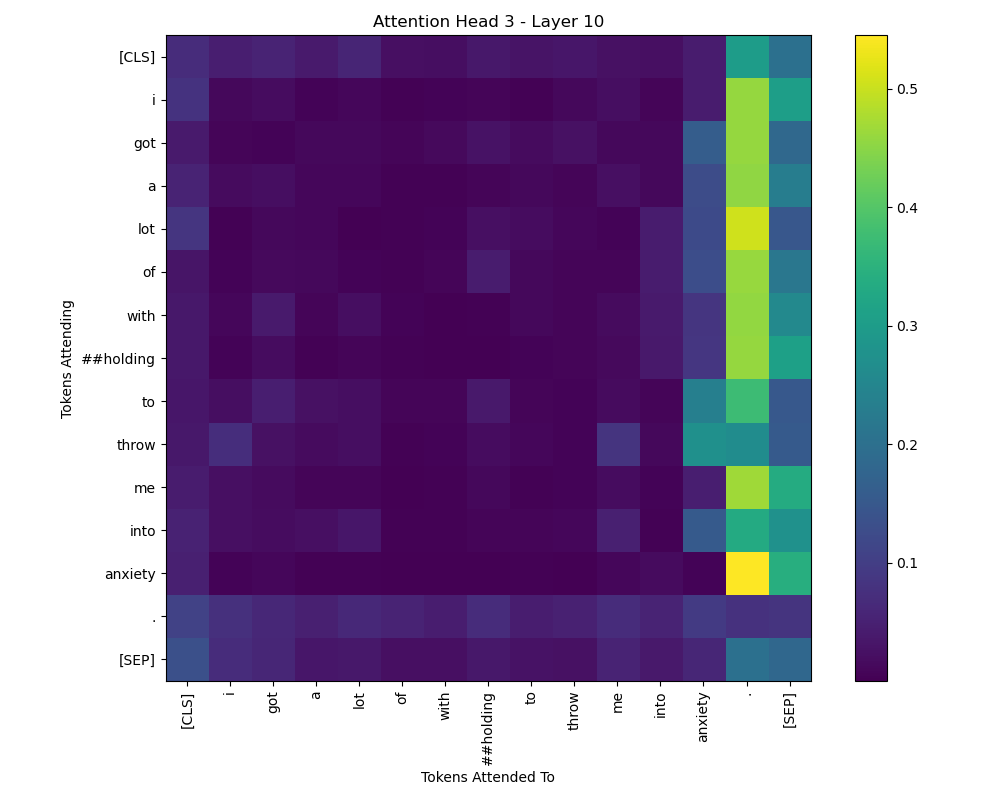 Attention Head 3 - Layer 10
[CLS]
i
got
a
lot
of
with
##holding
to
throw
me
into
anxiety
.
[SEP]
Tokens Attending
[CLS]
i
got
a
lot
of
with
##holding
to
throw
me
into
anxiety
.
[SEP]
Tokens Attended To
0.5
0.4
0.3
0.2
0.1